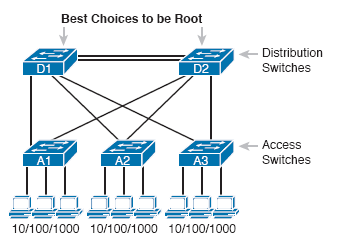 Best Choices to be Root
D1
D2
Distribution
Switches
A1
A2
A3
Access
Switches
10/100/1000 10/100/1000 10/100/1000